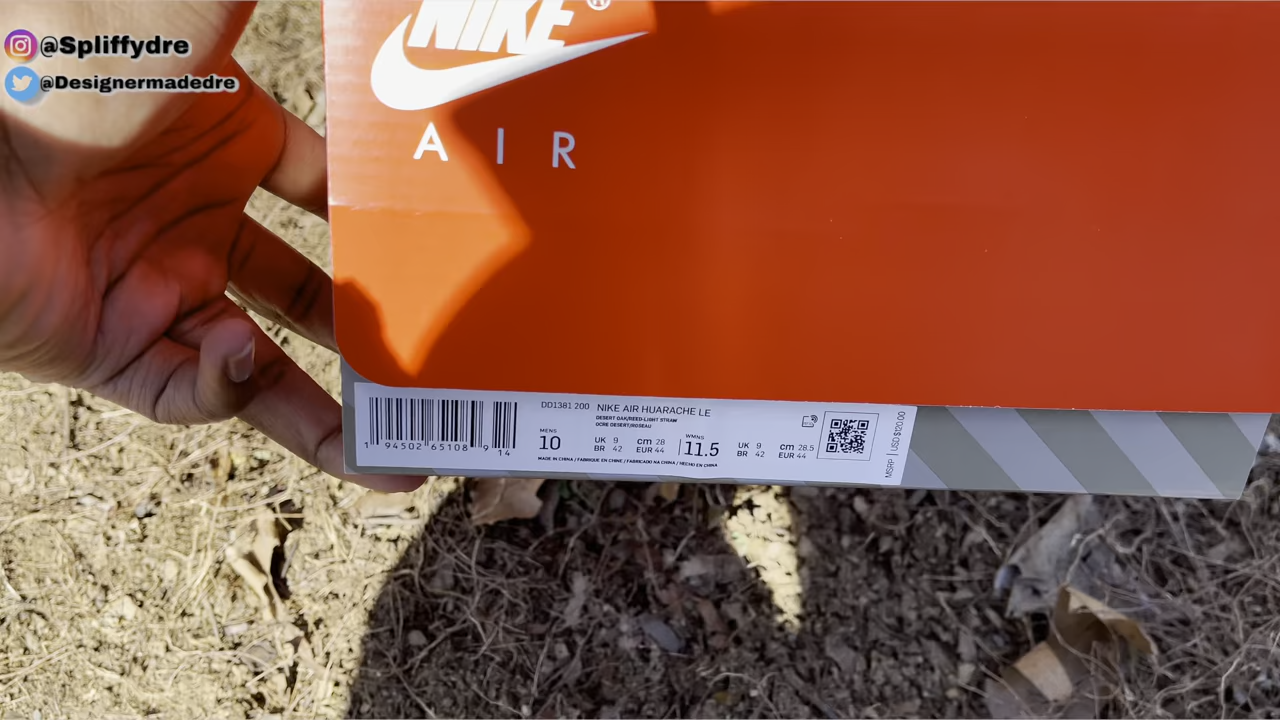 @Spliffydre
@Designermadedre
NIKE®
AIR
DD1381 200 NIKE AIR HUARACHE LE
DESERT OAK/REED-LIGHT STRAW
OCRE DESERT/ROSEAU
MENS
10
UK 9 cm 28
BR 42 EUR 44
WMNS
11.5
UK 9 cm 28.5
BR 42 EUR 44
MADE IN CHINA / FABRIQUE EN CHINE / FABRICADO NA CHINA / HECHO EN CHINA
1 94502 65108 9 14
MSRP | USD $120.00